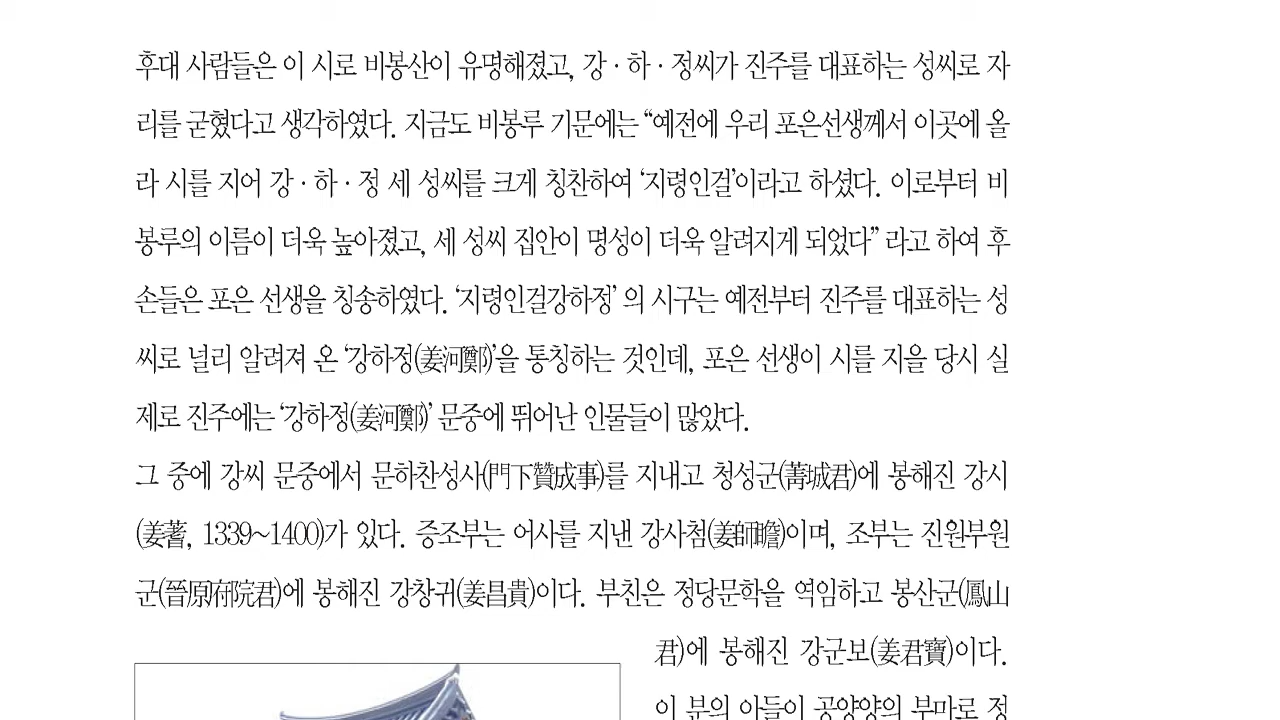 후대 사람들은 이 시로 비봉산이 유명해졌고, 강 · 하 · 정씨가 진주를 대표하는 성씨로 자
리를 굳혔다고 생각하였다. 지금도 비봉루 기문에는 “예전에 우리 포은선생께서 이곳에 올
라 시를 지어 강 · 하 · 정 세 성씨를 크게 칭찬하여 ‘지령인걸’이라고 하셨다. 이로부터 비
봉루의 이름이 더욱 높아졌고, 세 성씨 집안이 명성이 더욱 알려지게 되었다” 라고 하여 후
손들은 포은 선생을 칭송하였다. ‘지령인걸강하정’ 의 시구는 예전부터 진주를 대표하는 성
씨로 널리 알려져 온 ‘강하정(姜河鄭)’을 통칭하는 것인데, 포은 선생이 시를 지을 당시 실
제로 진주에는 ‘강하정(姜河鄭)’ 문중에 뛰어난 인물들이 많았다.
그 중에 강씨 문중에서 문하찬성사(門下贊成事)를 지내고 청성군(菁城君)에 봉해진 강시
(姜蓍, 1339~1400)가 있다. 증조부는 어사를 지낸 강사첨(姜師瞻)이며, 조부는 진원부원
군(晉原府院君)에 봉해진 강창귀(姜昌貴)이다. 부친은 정당문학을 역임하고 봉산군(鳳山
君)에 봉해진 강군보(姜君寶)이다.
이 분의 아들이 공양왕의 부마로 정